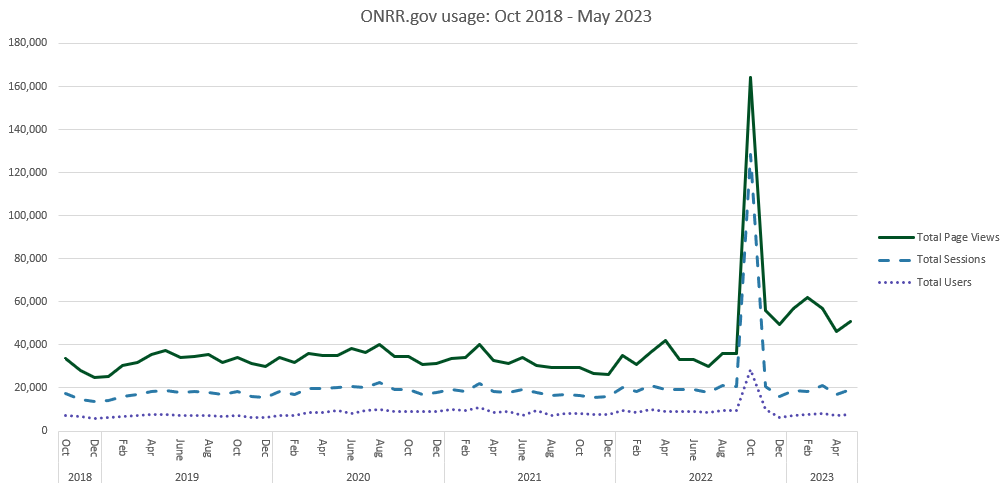 ONRR.gov usage: Oct 2018 - May 2023
180,000
160,000
140,000
120,000
100,000
80,000
60,000
40,000
20,000
0
Total Page Views
Total Sessions
Total Users
Oct Dec Feb Apr June Aug Oct Dec Feb Apr June Aug Oct Dec Feb Apr June Aug Oct Dec Feb Apr June Aug Oct Dec Feb Apr
2018 2019 2020 2021 2022 2023